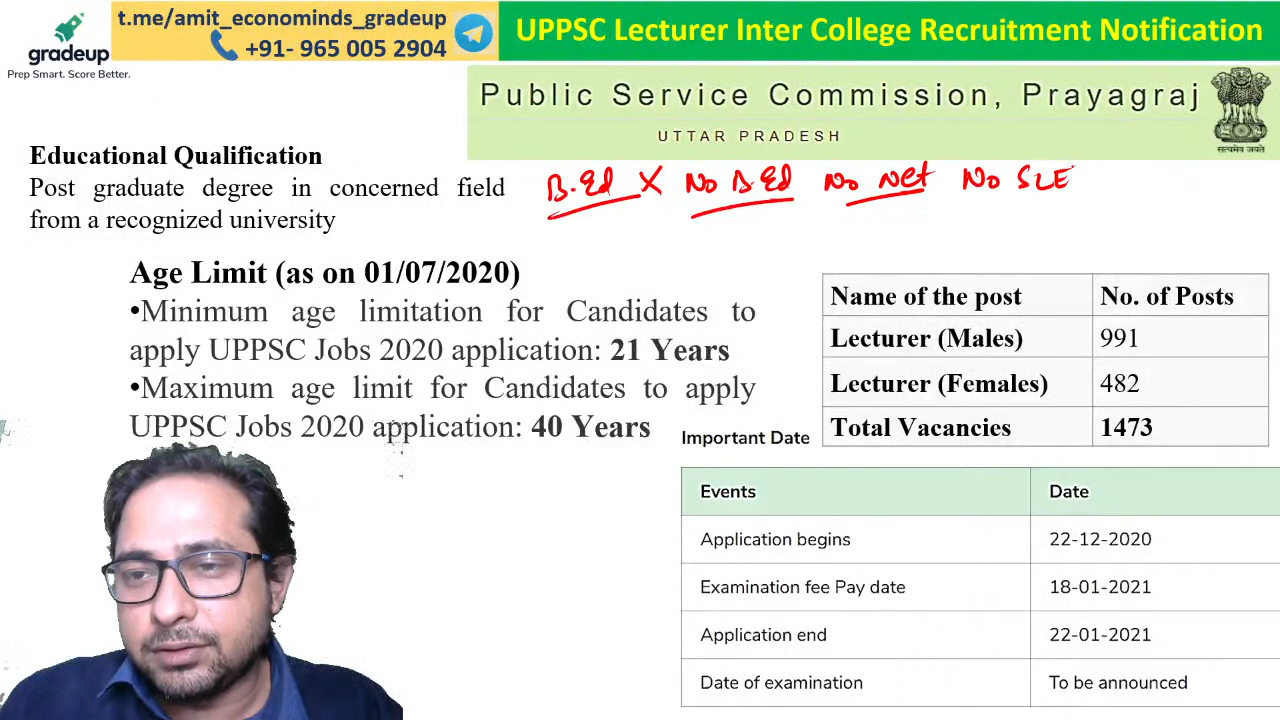 gradeup
Prep Smart. Score Better.
t.me/amit_econominds_gradeup
+91- 965 005 2904
UPPSC Lecturer Inter College Recruitment Notification
Public Service Commission, Prayagraj
UTTAR PRADESH
सत्यमेव जयते
Educational Qualification
Post graduate degree in concerned field
from a recognized university
B.Ed X No B.Ed No Net No SLE
Age Limit (as on 01/07/2020)
•Minimum age limitation for Candidates to
apply UPPSC Jobs 2020 application: 21 Years
•Maximum age limit for Candidates to apply
UPPSC Jobs 2020 application: 40 Years
Name of the post No. of Posts
Lecturer (Males) 991
Lecturer (Females) 482
Total Vacancies 1473
Important Date
Events Date
Application begins 22-12-2020
Examination fee Pay date 18-01-2021
Application end 22-01-2021
Date of examination To be announced